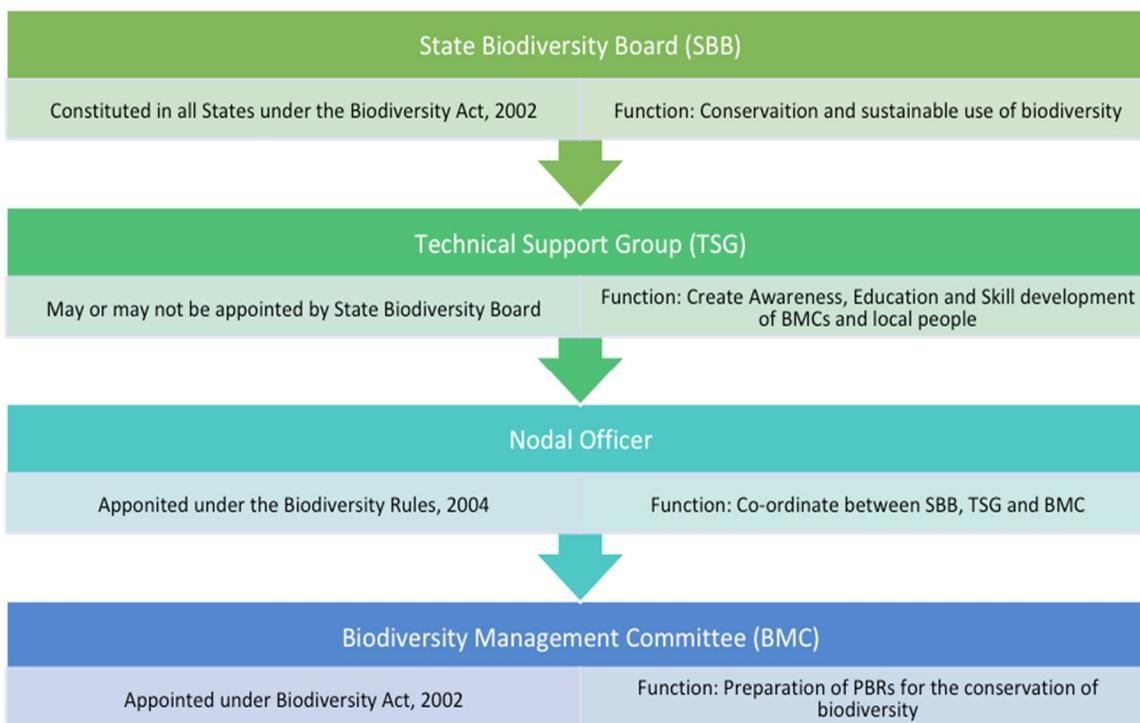 State Biodiversity Board (SBB)
Constituted in all States under the Biodiversity Act, 2002
Function: Conservaition and sustainable use of biodiversity
Technical Support Group (TSG)
May or may not be appointed by State Biodiversity Board
Function: Create Awareness, Education and Skill development
of BMCs and local people
Nodal Officer
Apponited under the Biodiversity Rules, 2004
Function: Co-ordinate between SBB, TSG and BMC
Biodiversity Management Committee (BMC)
Appointed under Biodiversity Act, 2002
Function: Preparation of PBRs for the conservation of
biodiversity